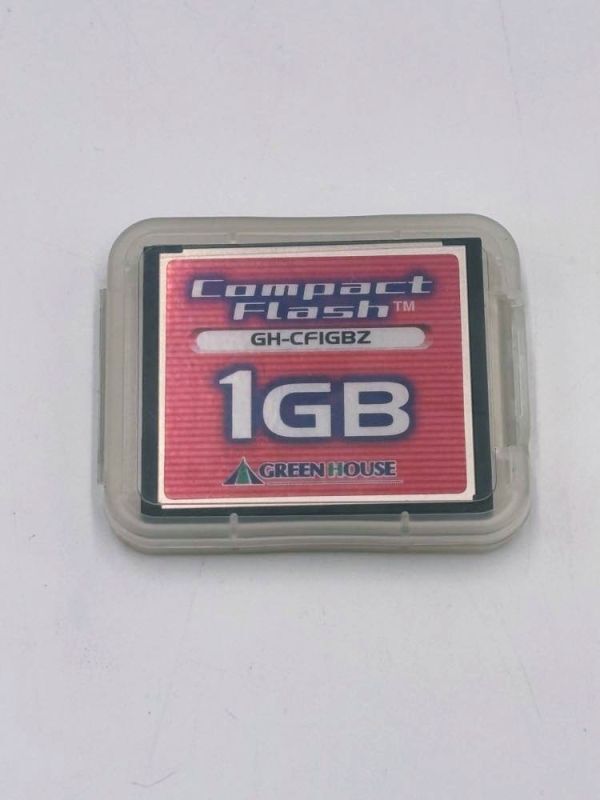 Compact
Flash™
GH-CF1GBZ
1GB
GREEN HOUSE